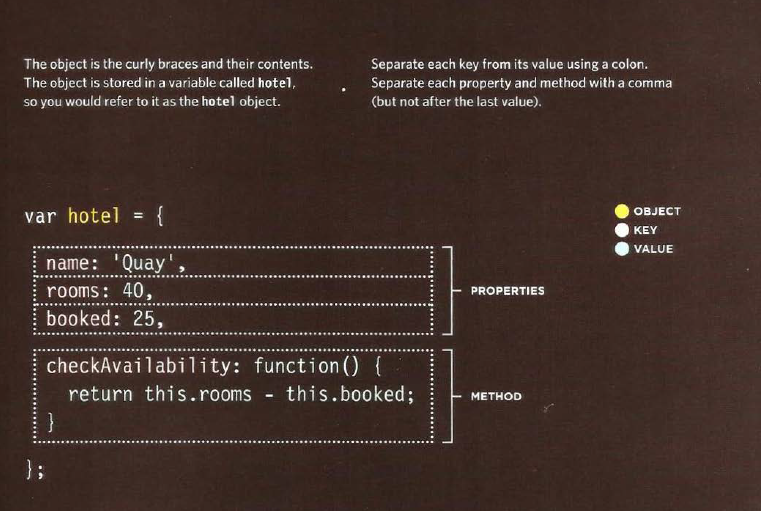 The object is the curly braces and their contents.
The object is stored in a variable called hotel,
so you would refer to it as the hotel object.
Separate each key from its value using a colon.
Separate each property and method with a comma
(but not after the last value).
var hotel = {
OBJECT
KEY
VALUE
name: 'Quay',
rooms: 40,
booked: 25,
PROPERTIES
checkAvailability: function() {
return this.rooms - this.booked;
}
METHOD
};